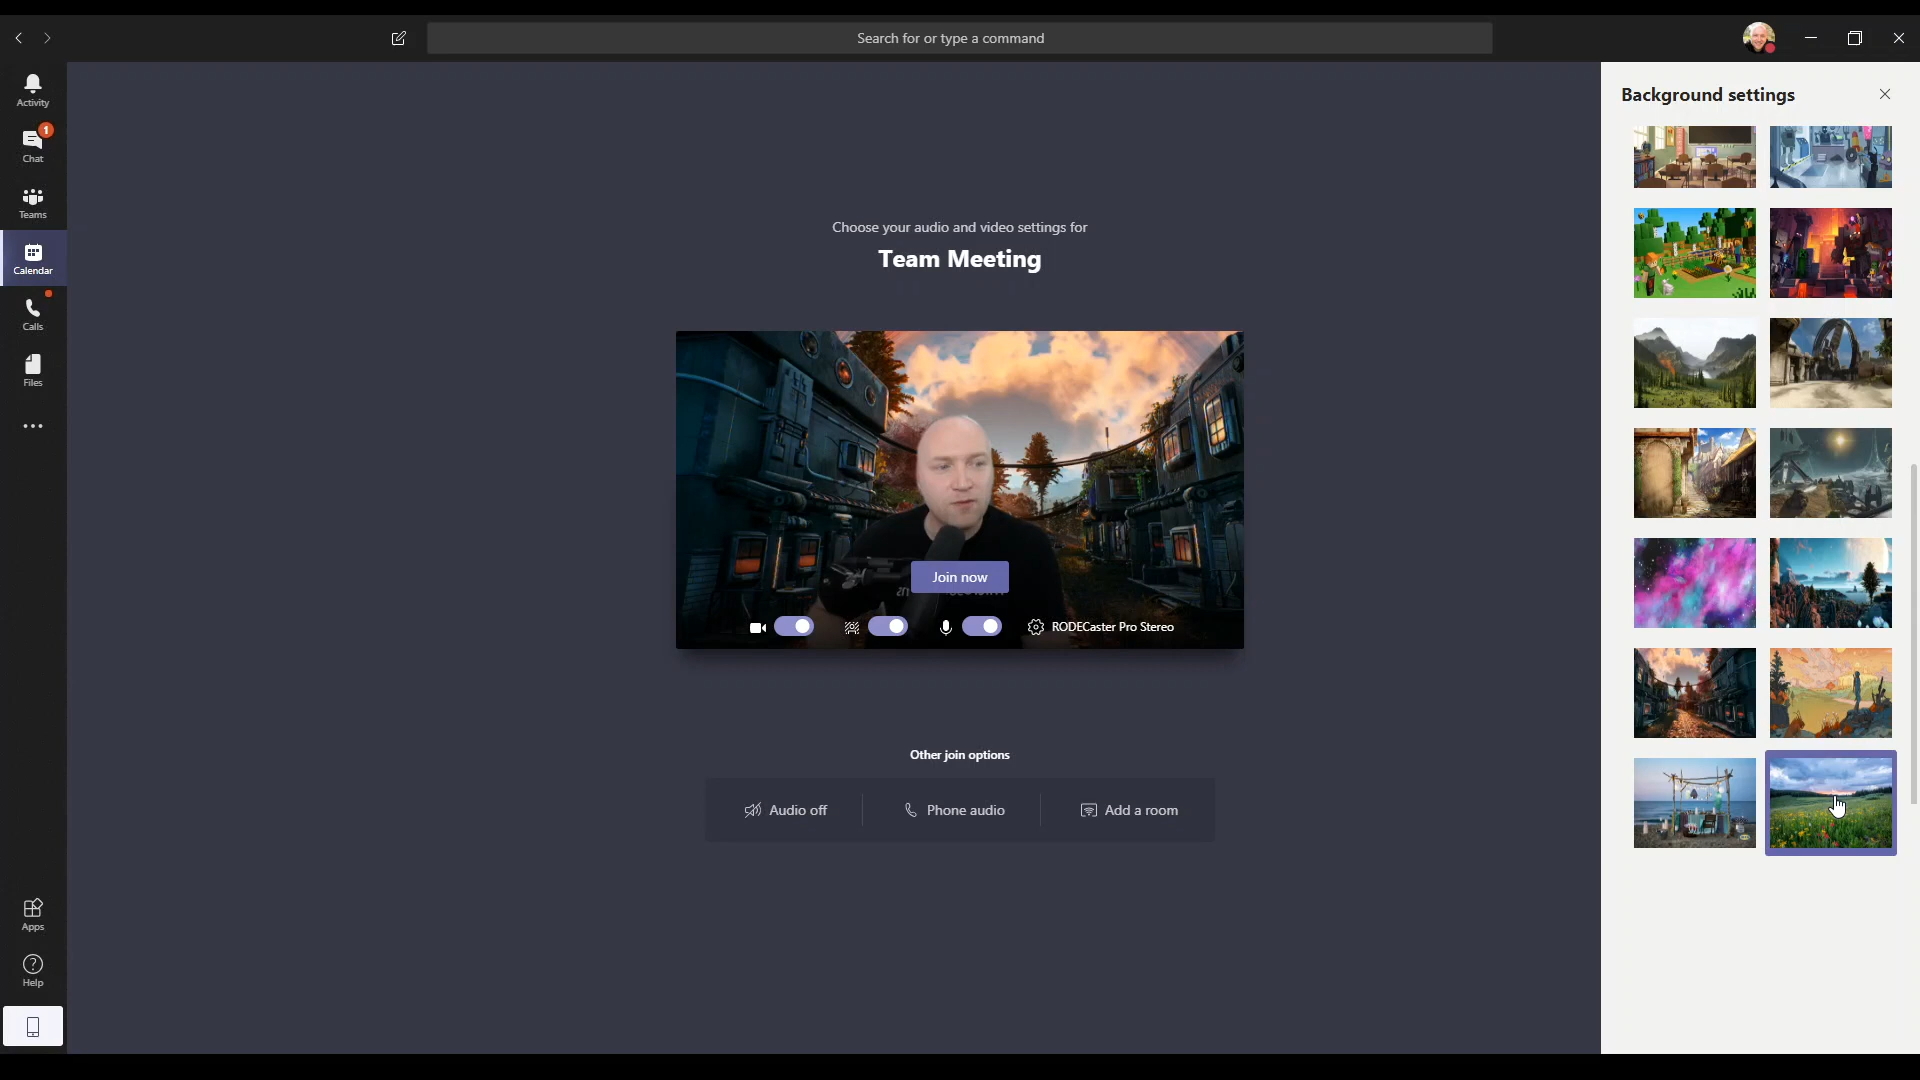 Search for or type a command
Activity
1
Chat
Teams
Calendar
Calls
Files
Apps
Help
Choose your audio and video settings for
Team Meeting
Join now
RODECaster Pro Stereo
Other join options
Audio off
Phone audio
Add a room
Background settings